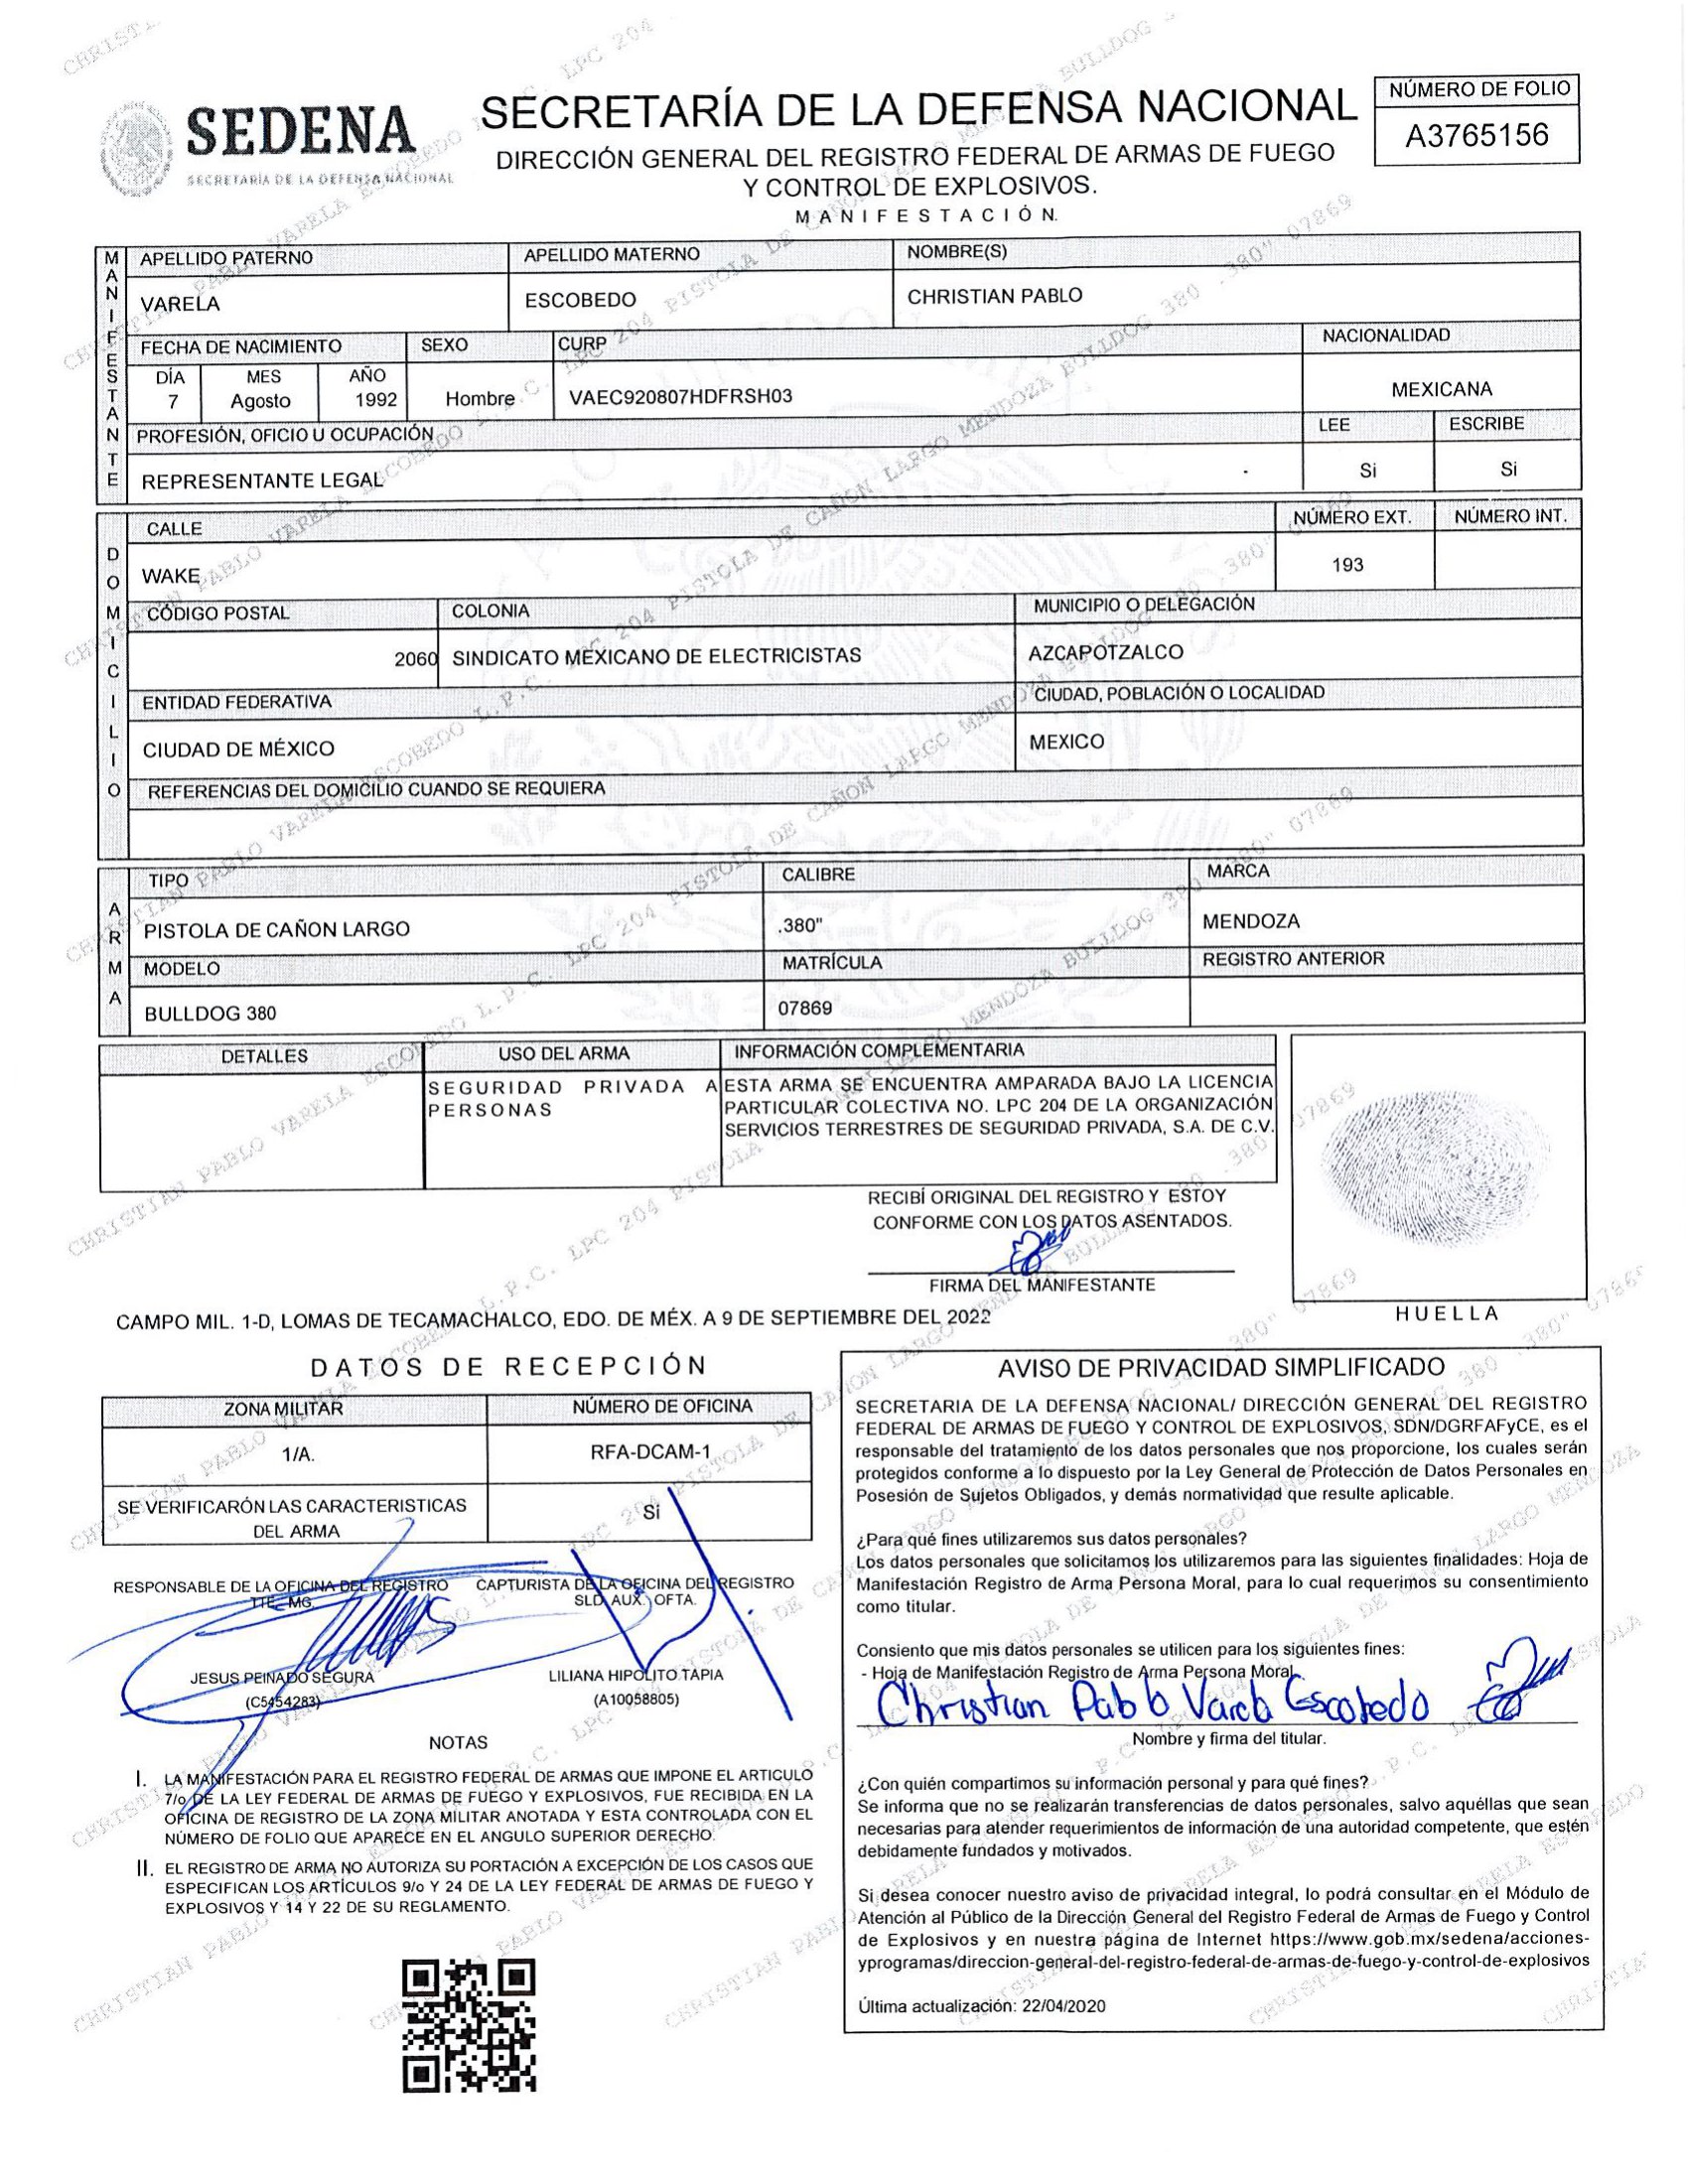 SEDENA
SECRETARÍA DE LA DEFENSA NACIONAL
SECRETARÍA DE LA DEFENSA NACIONAL
DIRECCIÓN GENERAL DEL REGISTRO FEDERAL DE ARMAS DE FUEGO
Y CONTROL DE EXPLOSIVOS.
MANIFESTACIÓN.
NÚMERO DE FOLIO
A3765156
MANIFESTANTE
APELLIDO PATERNO APELLIDO MATERNO NOMBRE(S)
VARELA ESCOBEDO CHRISTIAN PABLO
FECHA DE NACIMIENTO SEXO CURP NACIONALIDAD
DÍA MES AÑO
7 Agosto 1992 Hombre VAEC920807HDFRSH03 MEXICANA
PROFESIÓN, OFICIO U OCUPACIÓN LEE ESCRIBE
REPRESENTANTE LEGAL Si Si
DOMICILIO
CALLE NÚMERO EXT. NÚMERO INT.
WAKE 193
CÓDIGO POSTAL COLONIA MUNICIPIO O DELEGACIÓN
2060 SINDICATO MEXICANO DE ELECTRICISTAS AZCAPOTZALCO
ENTIDAD FEDERATIVA CIUDAD, POBLACIÓN O LOCALIDAD
CIUDAD DE MÉXICO MEXICO
REFERENCIAS DEL DOMICILIO CUANDO SE REQUIERA
ARMA
TIPO CALIBRE MARCA
PISTOLA DE CAÑON LARGO .380" MENDOZA
MODELO MATRÍCULA REGISTRO ANTERIOR
BULLDOG 380 07869
DETALLES USO DEL ARMA INFORMACIÓN COMPLEMENTARIA
SEGURIDAD PRIVADA A ESTA ARMA SE ENCUENTRA AMPARADA BAJO LA LICENCIA
PERSONAS PARTICULAR COLECTIVA NO. LPC 204 DE LA ORGANIZACIÓN
SERVICIOS TERRESTRES DE SEGURIDAD PRIVADA, S.A. DE C.V.
RECIBÍ ORIGINAL DEL REGISTRO Y ESTOY
CONFORME CON LOS DATOS ASENTADOS.
FIRMA DEL MANIFESTANTE
HUELLA
CAMPO MIL. 1-D, LOMAS DE TECAMACHALCO, EDO. DE MÉX. A 9 DE SEPTIEMBRE DEL 2022
DATOS DE RECEPCIÓN
ZONA MILITAR NÚMERO DE OFICINA
1/A. RFA-DCAM-1
SE VERIFICARÓN LAS CARACTERISTICAS
DEL ARMA
Si
RESPONSABLE DE LA OFICINA DEL REGISTRO
TTE. MG.
JESUS PEINADO SEGURA
(C5454283)
CAPTURISTA DE LA OFICINA DEL REGISTRO
SLD. AUX. OFTA.
LILIANA HIPOLITO TAPIA
(A10058805)
NOTAS
I. LA MANIFESTACIÓN PARA EL REGISTRO FEDERAL DE ARMAS QUE IMPONE EL ARTICULO
7/o DE LA LEY FEDERAL DE ARMAS DE FUEGO Y EXPLOSIVOS, FUE RECIBIDA EN LA
OFICINA DE REGISTRO DE LA ZONA MILITAR ANOTADA Y ESTA CONTROLADA CON EL
NÚMERO DE FOLIO QUE APARECE EN EL ANGULO SUPERIOR DERECHO.
II. EL REGISTRO DE ARMA NO AUTORIZA SU PORTACIÓN A EXCEPCIÓN DE LOS CASOS QUE
ESPECIFICAN LOS ARTÍCULOS 9/o Y 24 DE LA LEY FEDERAL DE ARMAS DE FUEGO Y
EXPLOSIVOS Y 14 Y 22 DE SU REGLAMENTO.
AVISO DE PRIVACIDAD SIMPLIFICADO
SECRETARIA DE LA DEFENSA NACIONAL/ DIRECCIÓN GENERAL DEL REGISTRO
FEDERAL DE ARMAS DE FUEGO Y CONTROL DE EXPLOSIVOS, SDN/DGRFAFyCE, es el
responsable del tratamiento de los datos personales que nos proporcione, los cuales serán
protegidos conforme a lo dispuesto por la Ley General de Protección de Datos Personales en
Posesión de Sujetos Obligados, y demás normatividad que resulte aplicable.
¿Para qué fines utilizaremos sus datos personales?
Los datos personales que solicitamos los utilizaremos para las siguientes finalidades: Hoja de
Manifestación Registro de Arma Persona Moral, para lo cual requerimos su consentimiento
como titular.
Consiento que mis datos personales se utilicen para los siguientes fines:
- Hoja de Manifestación Registro de Arma Persona Moral.
Christian Pablo Varela Escobedo
Nombre y firma del titular.
¿Con quién compartimos su información personal y para qué fines?
Se informa que no se realizarán transferencias de datos personales, salvo aquéllas que sean
necesarias para atender requerimientos de información de una autoridad competente, que estén
debidamente fundados y motivados.
Si desea conocer nuestro aviso de privacidad integral, lo podrá consultar en el Módulo de
Atención al Público de la Dirección General del Registro Federal de Armas de Fuego y Control
de Explosivos y en nuestra página de Internet https://www.gob.mx/sedena/acciones-
yprogramas/direccion-general-del-registro-federal-de-armas-de-fuego-y-control-de-explosivos
Última actualización: 22/04/2020
CHRISTIAN PABLO VARELA ESCOBEDO L.P.C. LPC 204 PISTOLA DE CAÑON LARGO MENDOZA BULLDOG 380 .380" 07869